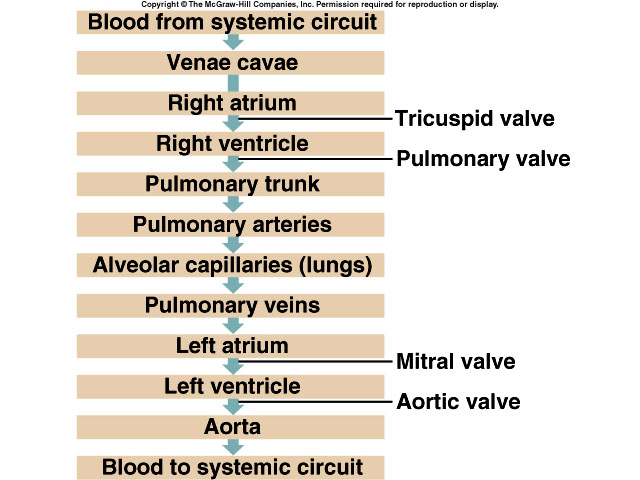 Copyright © The McGraw-Hill Companies, Inc. Permission required for reproduction or display.
Blood from systemic circuit
Venae cavae
Right atrium
Tricuspid valve
Right ventricle
Pulmonary valve
Pulmonary trunk
Pulmonary arteries
Alveolar capillaries (lungs)
Pulmonary veins
Left atrium
Mitral valve
Left ventricle
Aortic valve
Aorta
Blood to systemic circuit